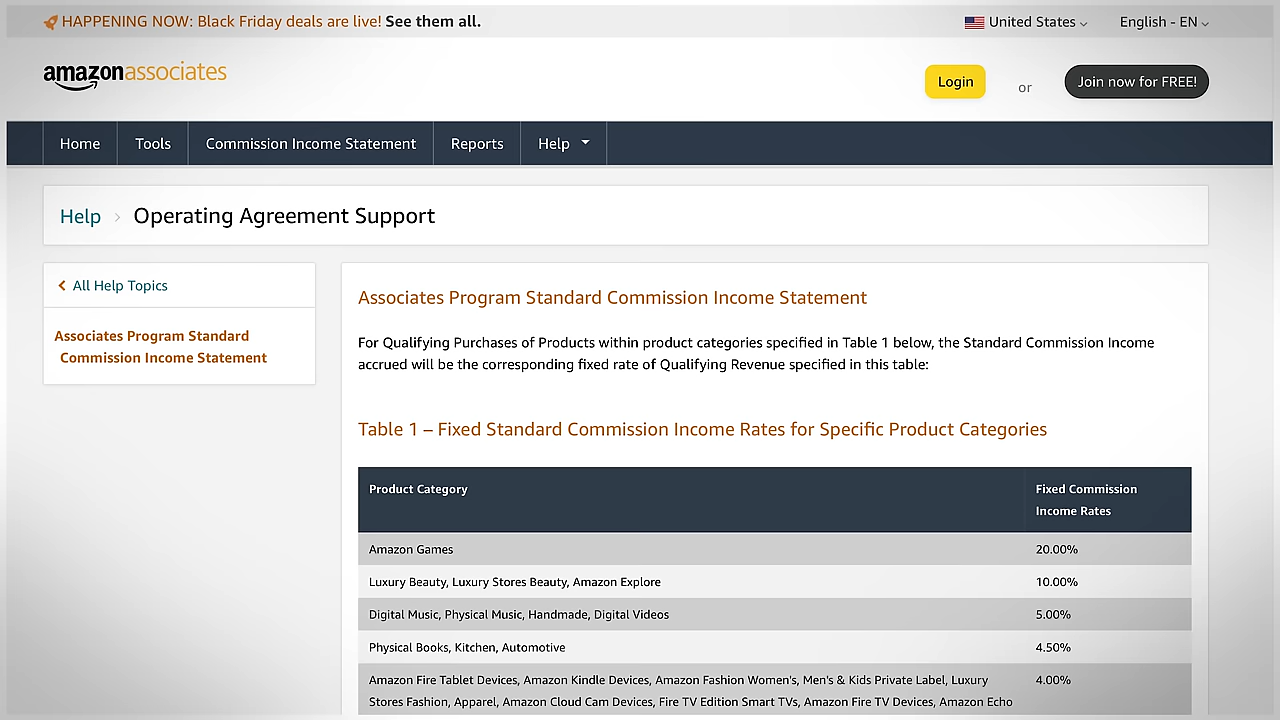 HAPPENING NOW: Black Friday deals are live! See them all.
United States
English - EN
amazonassociates
Login
or
Join now for FREE!
Home
Tools
Commission Income Statement
Reports
Help
Help › Operating Agreement Support
All Help Topics
Associates Program Standard
Commission Income Statement
Associates Program Standard Commission Income Statement
For Qualifying Purchases of Products within product categories specified in Table 1 below, the Standard Commission Income
accrued will be the corresponding fixed rate of Qualifying Revenue specified in this table:
Table 1 – Fixed Standard Commission Income Rates for Specific Product Categories
Product Category
Fixed Commission
Income Rates
Amazon Games 20.00%
Luxury Beauty, Luxury Stores Beauty, Amazon Explore 10.00%
Digital Music, Physical Music, Handmade, Digital Videos 5.00%
Physical Books, Kitchen, Automotive 4.50%
Amazon Fire Tablet Devices, Amazon Kindle Devices, Amazon Fashion Women's, Men's & Kids Private Label, Luxury 4.00%
Stores Fashion, Apparel, Amazon Cloud Cam Devices, Fire TV Edition Smart TVs, Amazon Fire TV Devices, Amazon Echo